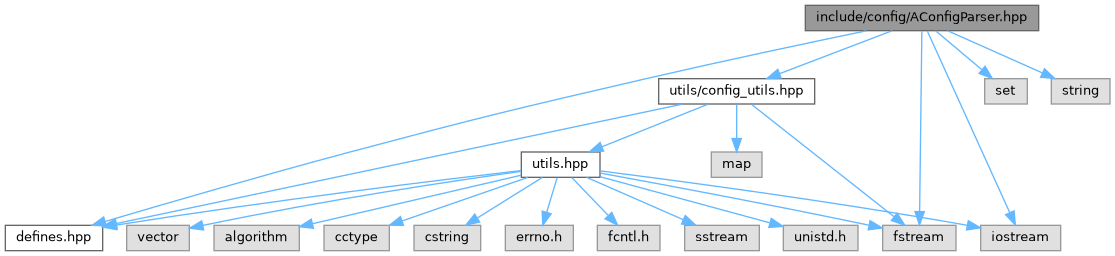 include/config/AConfigParser.hpp
utils/config_utils.hpp
set
string
utils.hpp
map
defines.hpp
vector
algorithm
cctype
cstring
errno.h
fcntl.h
sstream
unistd.h
fstream
iostream